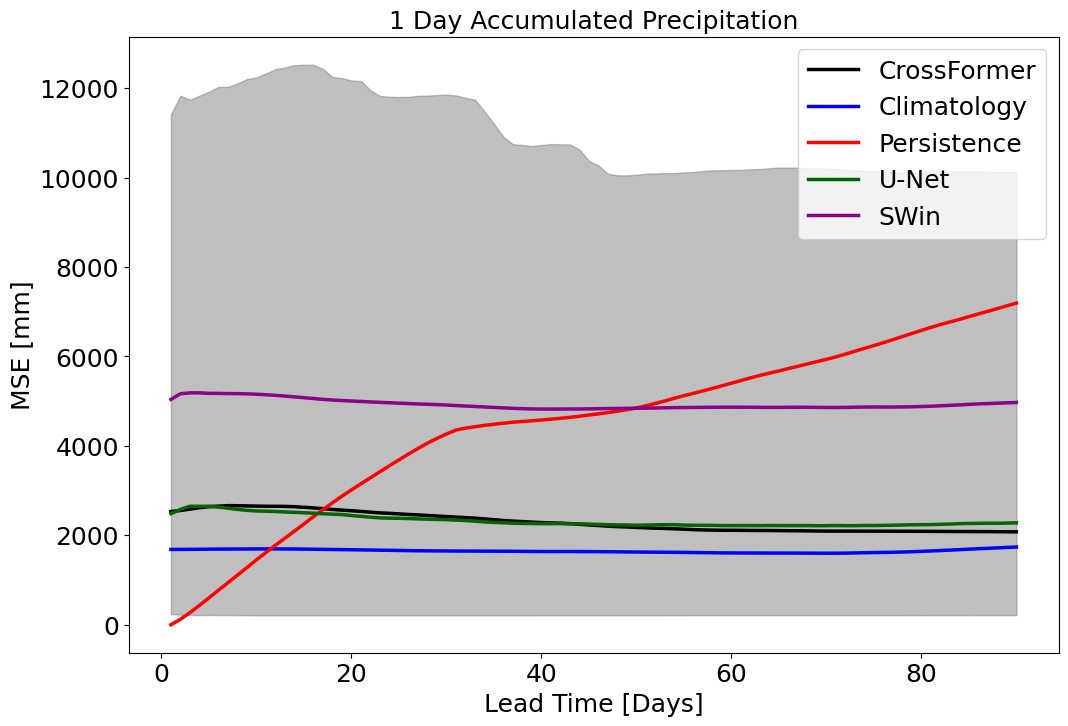 1 Day Accumulated Precipitation
CrossFormer
Climatology
Persistence
U-Net
SWin
MSE [mm]
12000
10000
8000
6000
4000
2000
0
0 20 40 60 80
Lead Time [Days]